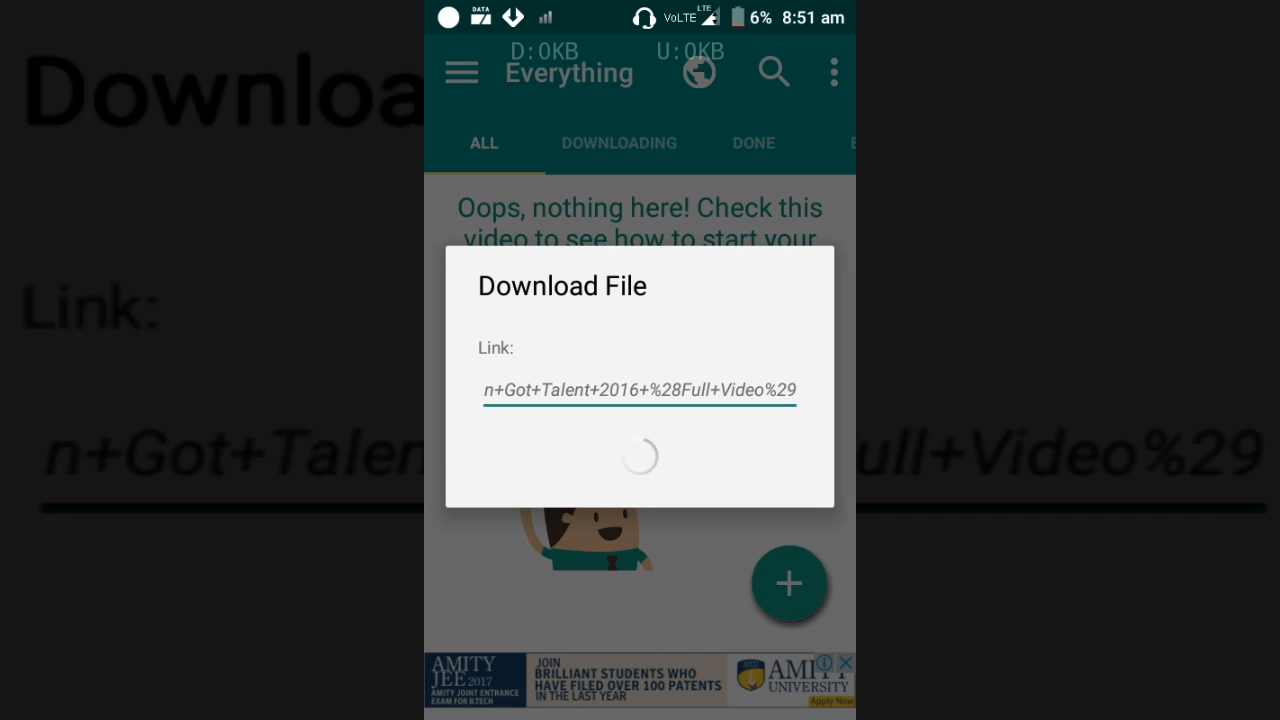 DATA
VoLTE LTE 6% 8:51 am
D:0KB U:0KB
Everything
ALL DOWNLOADING DONE
Oops, nothing here! Check this
video to see how to start your
Download File
Link:
n+Got+Talent+2016+%28Full+Video%29
Downloa
Link:
n+Got+Talen
ull+Video%29
AMITY
JEE 2017
AMITY JOINT ENTRANCE
EXAM FOR B.TECH
JOIN
BRILLIANT STUDENTS WHO
HAVE FILED OVER 100 PATENTS
IN THE LAST YEAR
AMI
UNIVERSITY
Apply Now